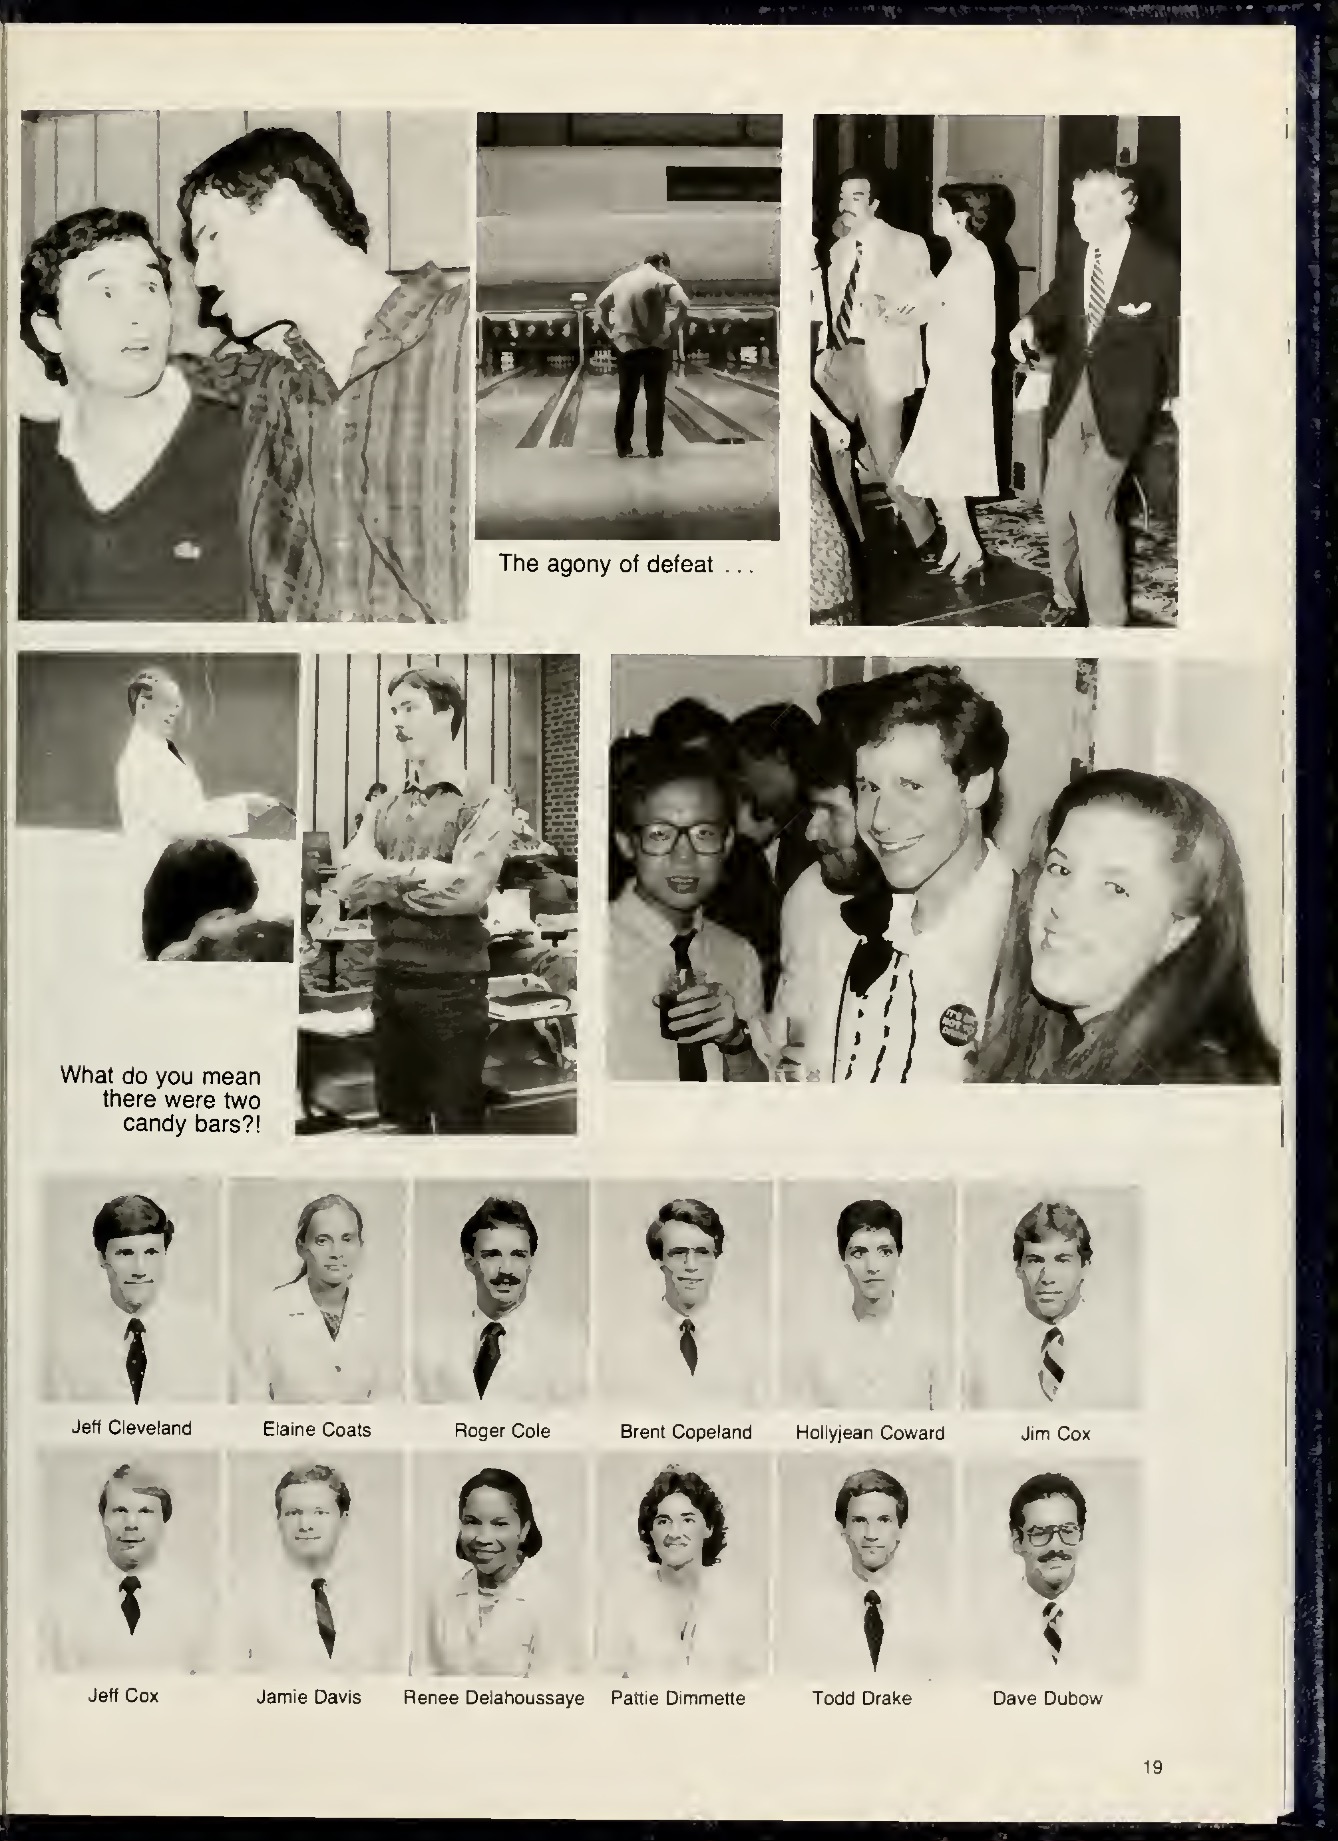 The agony of defeat . . .
What do you mean
there were two
candy bars?!
Jeff Cleveland
Elaine Coats
Roger Cole
Brent Copeland
Hollyjean Coward
Jim Cox
Jeff Cox
Jamie Davis
Renee Delahoussaye
Pattie Dimmette
Todd Drake
Dave Dubow
19